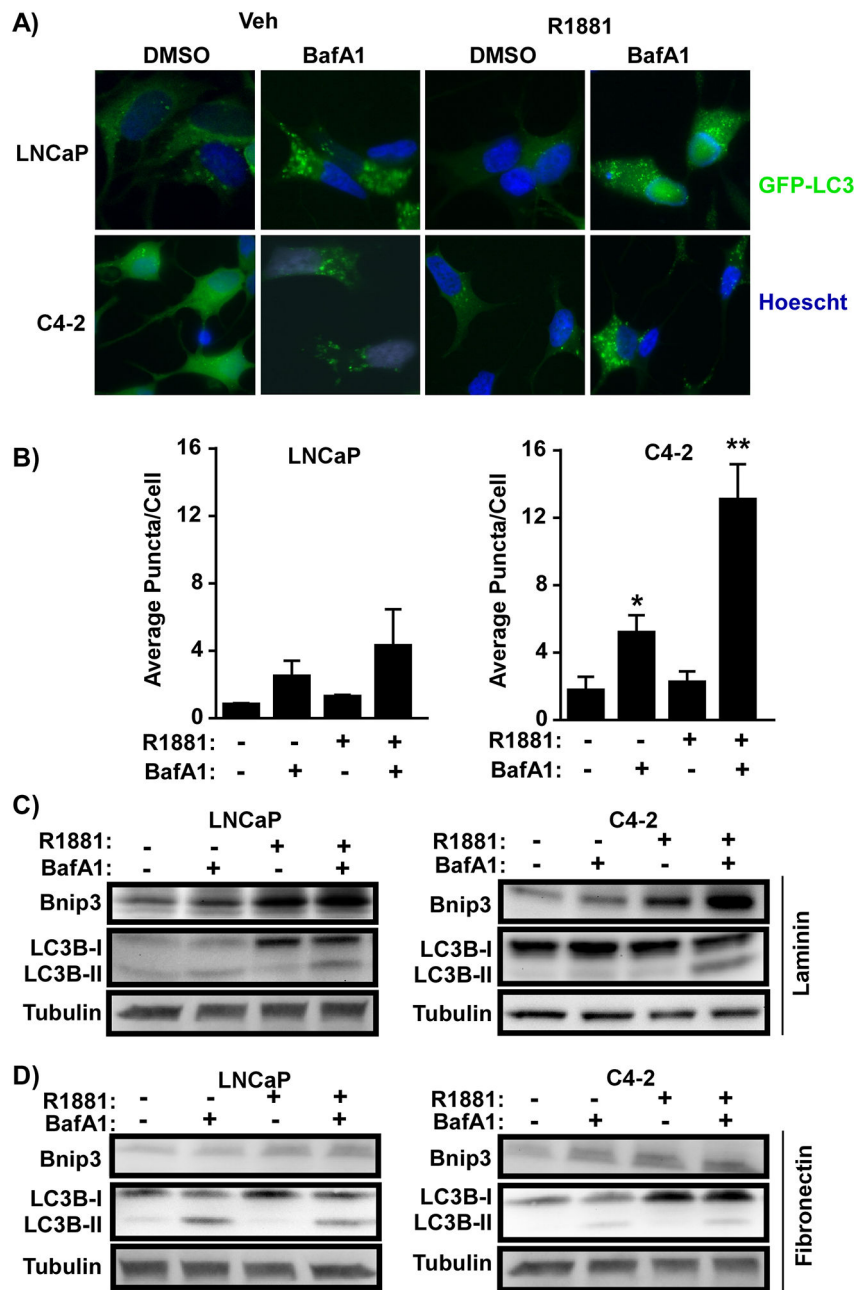 A)
Veh
R1881
DMSO
BafA1
DMSO
BafA1
LNCaP
GFP-LC3
C4-2
Hoescht
B)
LNCaP
Average Puncta/Cell
16
12
8
4
0
R1881: - - + +
BafA1: - + - +
C4-2
Average Puncta/Cell
16
12
8
4
0
*
**
R1881: - - + +
BafA1: - + - +
C)
LNCaP
R1881: - - + +
BafA1: - + - +
Bnip3
LC3B-I
LC3B-II
Tubulin
C4-2
R1881: - - + +
BafA1: - + - +
Bnip3
LC3B-I
LC3B-II
Tubulin
Laminin
D)
LNCaP
R1881: - - + +
BafA1: - + - +
Bnip3
LC3B-I
LC3B-II
Tubulin
C4-2
R1881: - - + +
BafA1: - + - +
Bnip3
LC3B-I
LC3B-II
Tubulin
Fibronectin